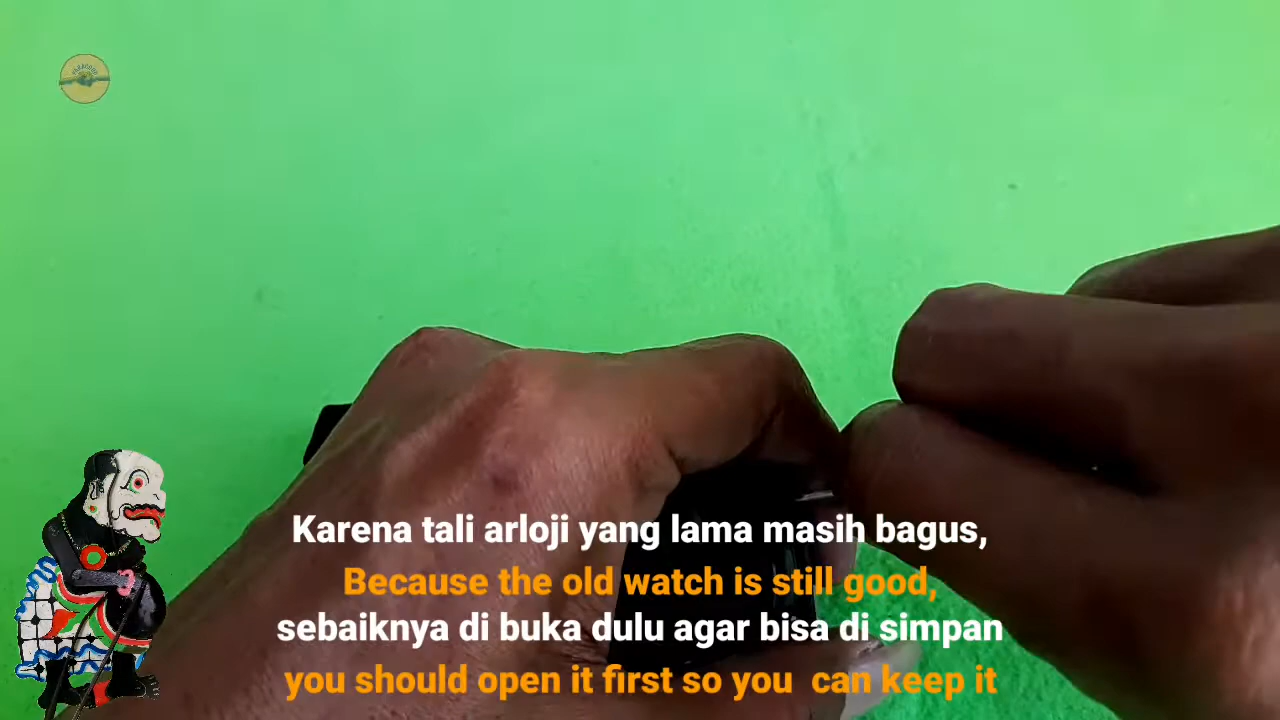 Karena tali arloji yang lama masih bagus,
Because the old watch is still good,
sebaiknya di buka dulu agar bisa di simpan
you should open it first so you  can keep it